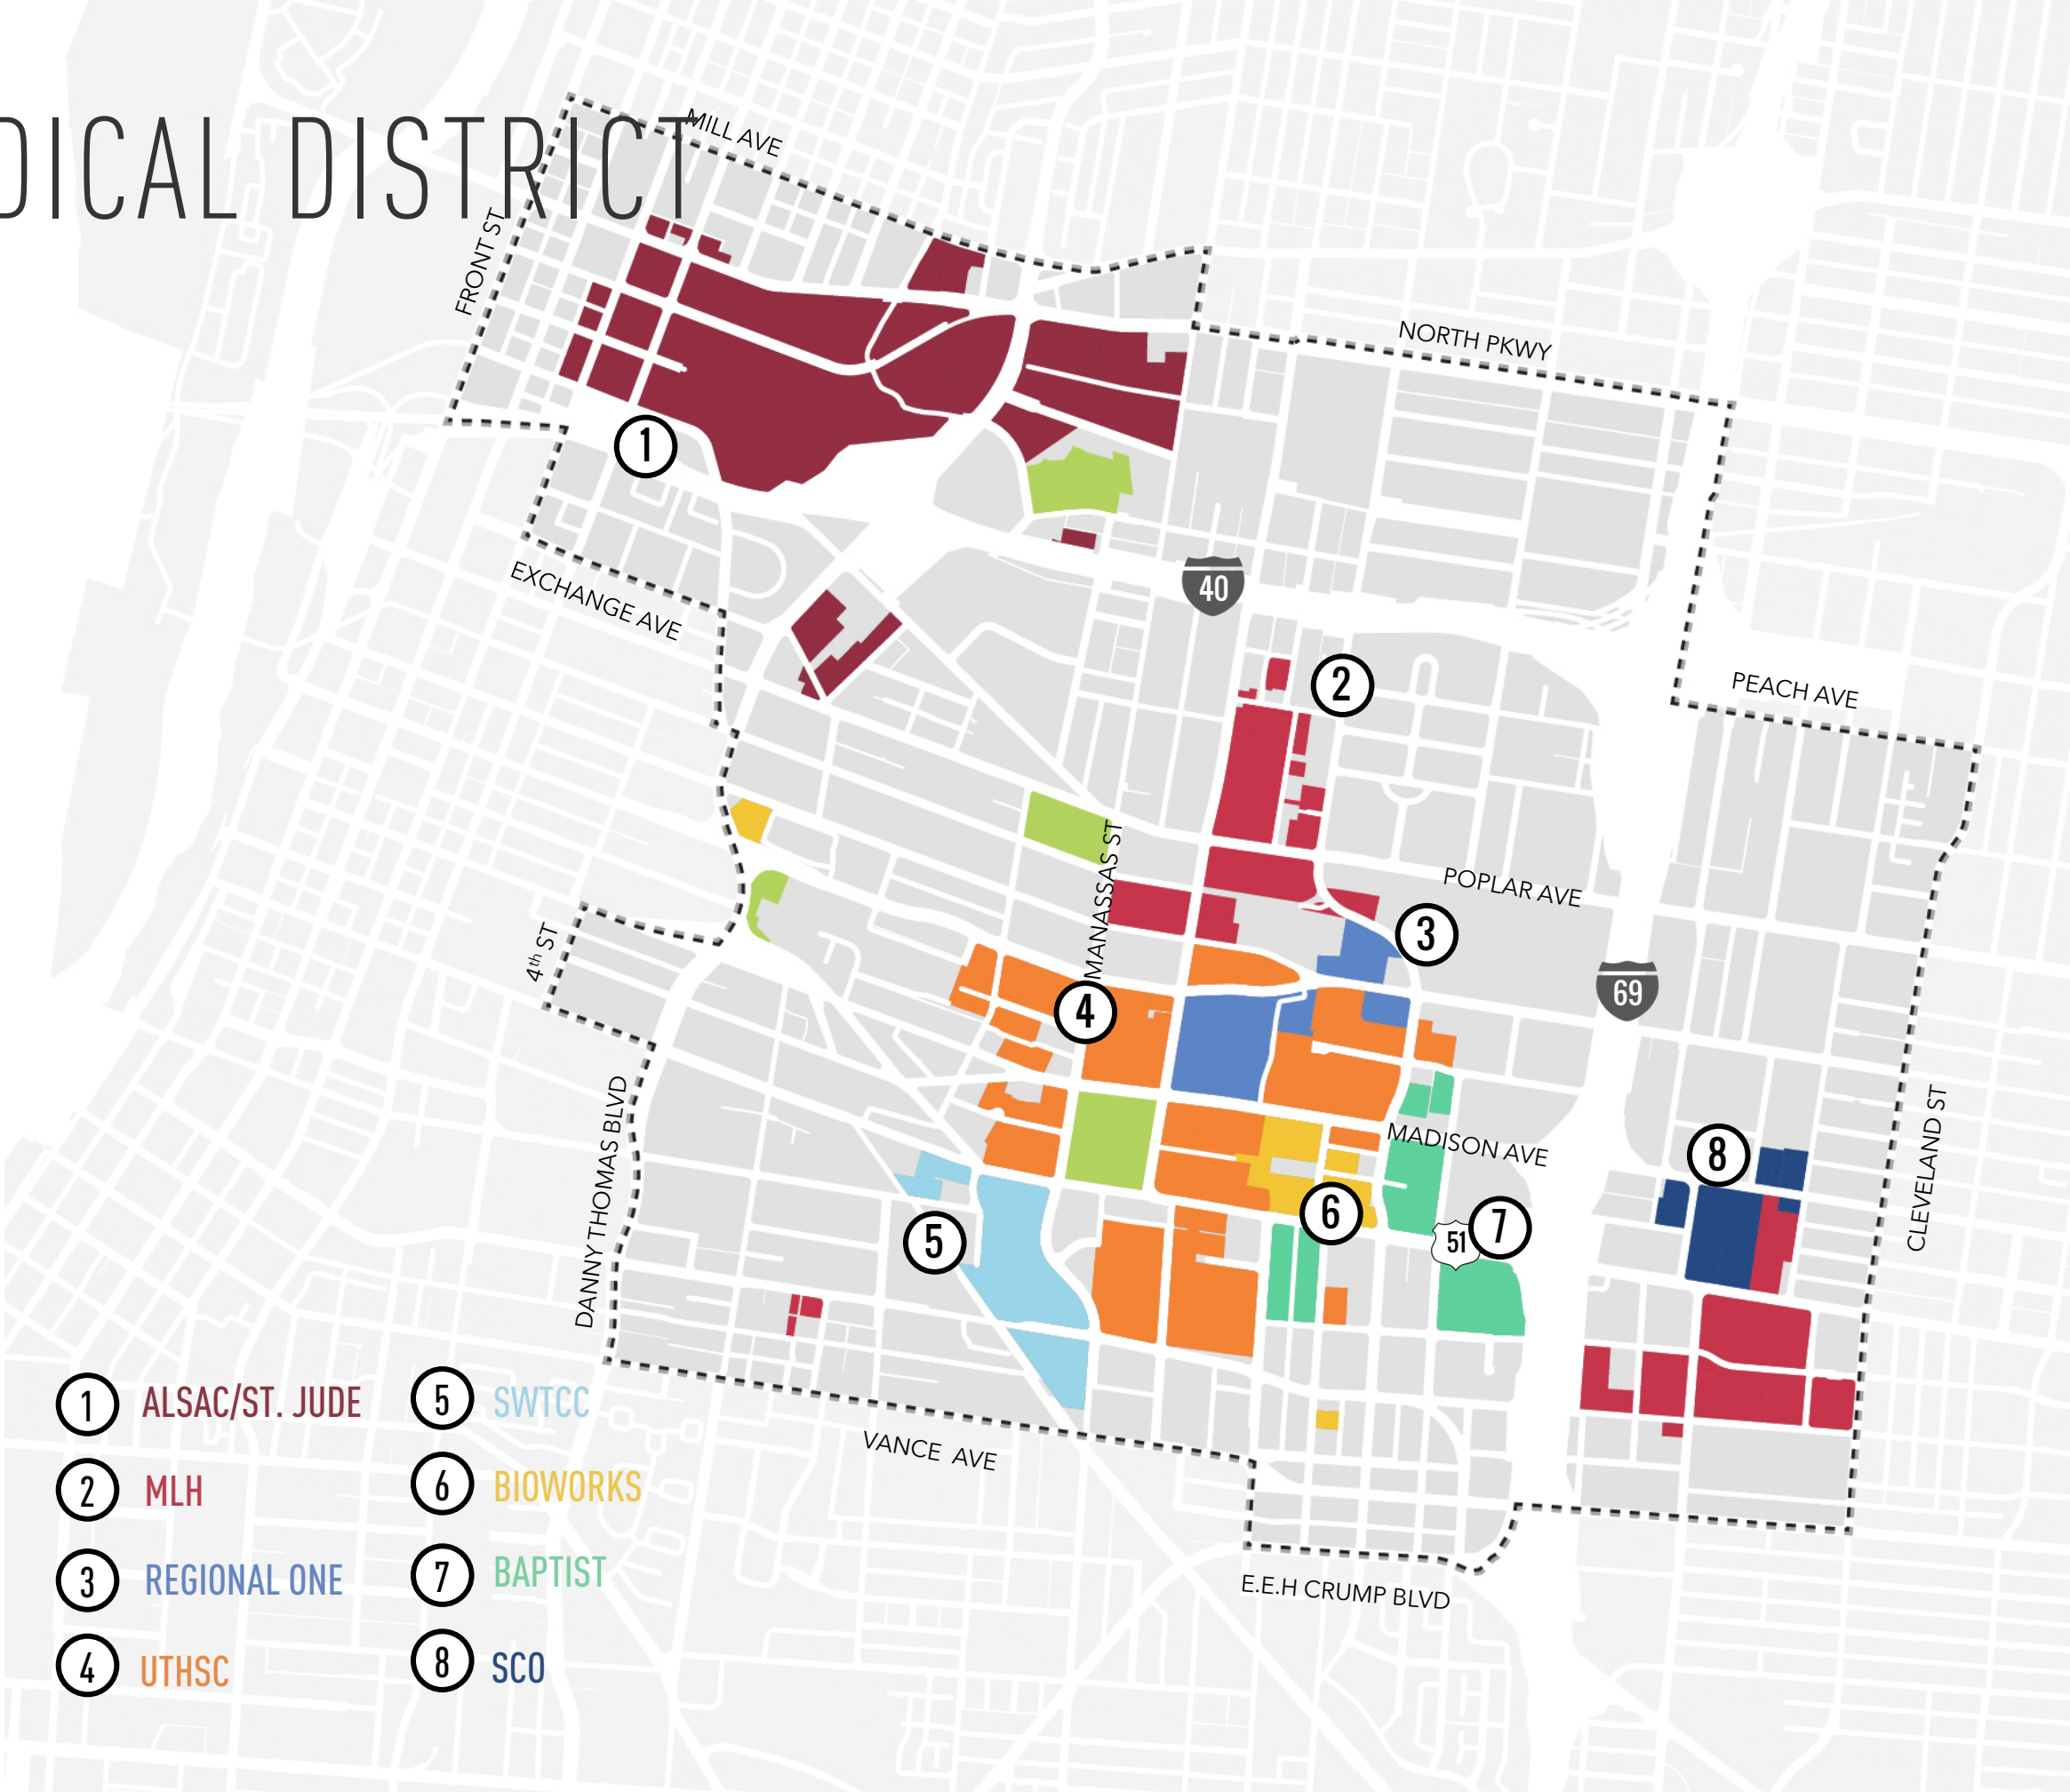 DICAL DISTRICT
MILL AVE
FRONT ST
NORTH PKWY
1
EXCHANGE AVE
40
2
PEACH AVE
MANASSAS ST
POPLAR AVE
3
4th ST
69
4
DANNY THOMAS BLVD
MADISON AVE
8
CLEVELAND ST
5
6
51
7
VANCE AVE
E.E.H CRUMP BLVD
1 ALSAC/ST. JUDE
2 MLH
3 REGIONAL ONE
4 UTHSC
5 SWTCC
6 BIOWORKS
7 BAPTIST
8 SCO